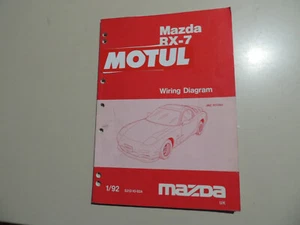 Mazda
RX-7
MOTUL
Wiring Diagram
1/92
mazda